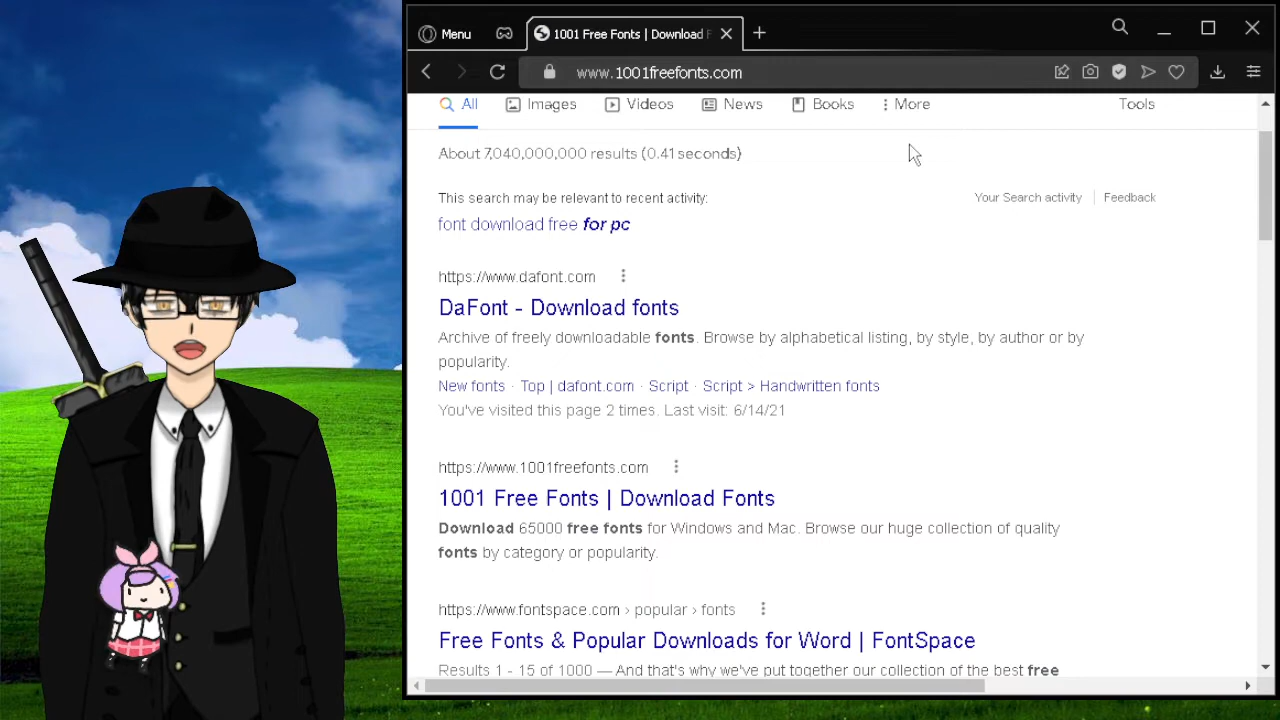 Menu
1001 Free Fonts | Download F
www.1001freefonts.com
All Images Videos News Books More Tools
About 7,040,000,000 results (0.41 seconds)
This search may be relevant to recent activity:
Your Search activity Feedback
font download free for pc
https://www.dafont.com
DaFont - Download fonts
Archive of freely downloadable fonts. Browse by alphabetical listing, by style, by author or by
popularity.
New fonts · Top | dafont.com · Script · Script > Handwritten fonts
You've visited this page 2 times. Last visit: 6/14/21
https://www.1001freefonts.com
1001 Free Fonts | Download Fonts
Download 65000 free fonts for Windows and Mac. Browse our huge collection of quality
fonts by category or popularity.
https://www.fontspace.com › popular › fonts
Free Fonts & Popular Downloads for Word | FontSpace
Results 1 - 15 of 1000 — And that's why we've put together our collection of the best free